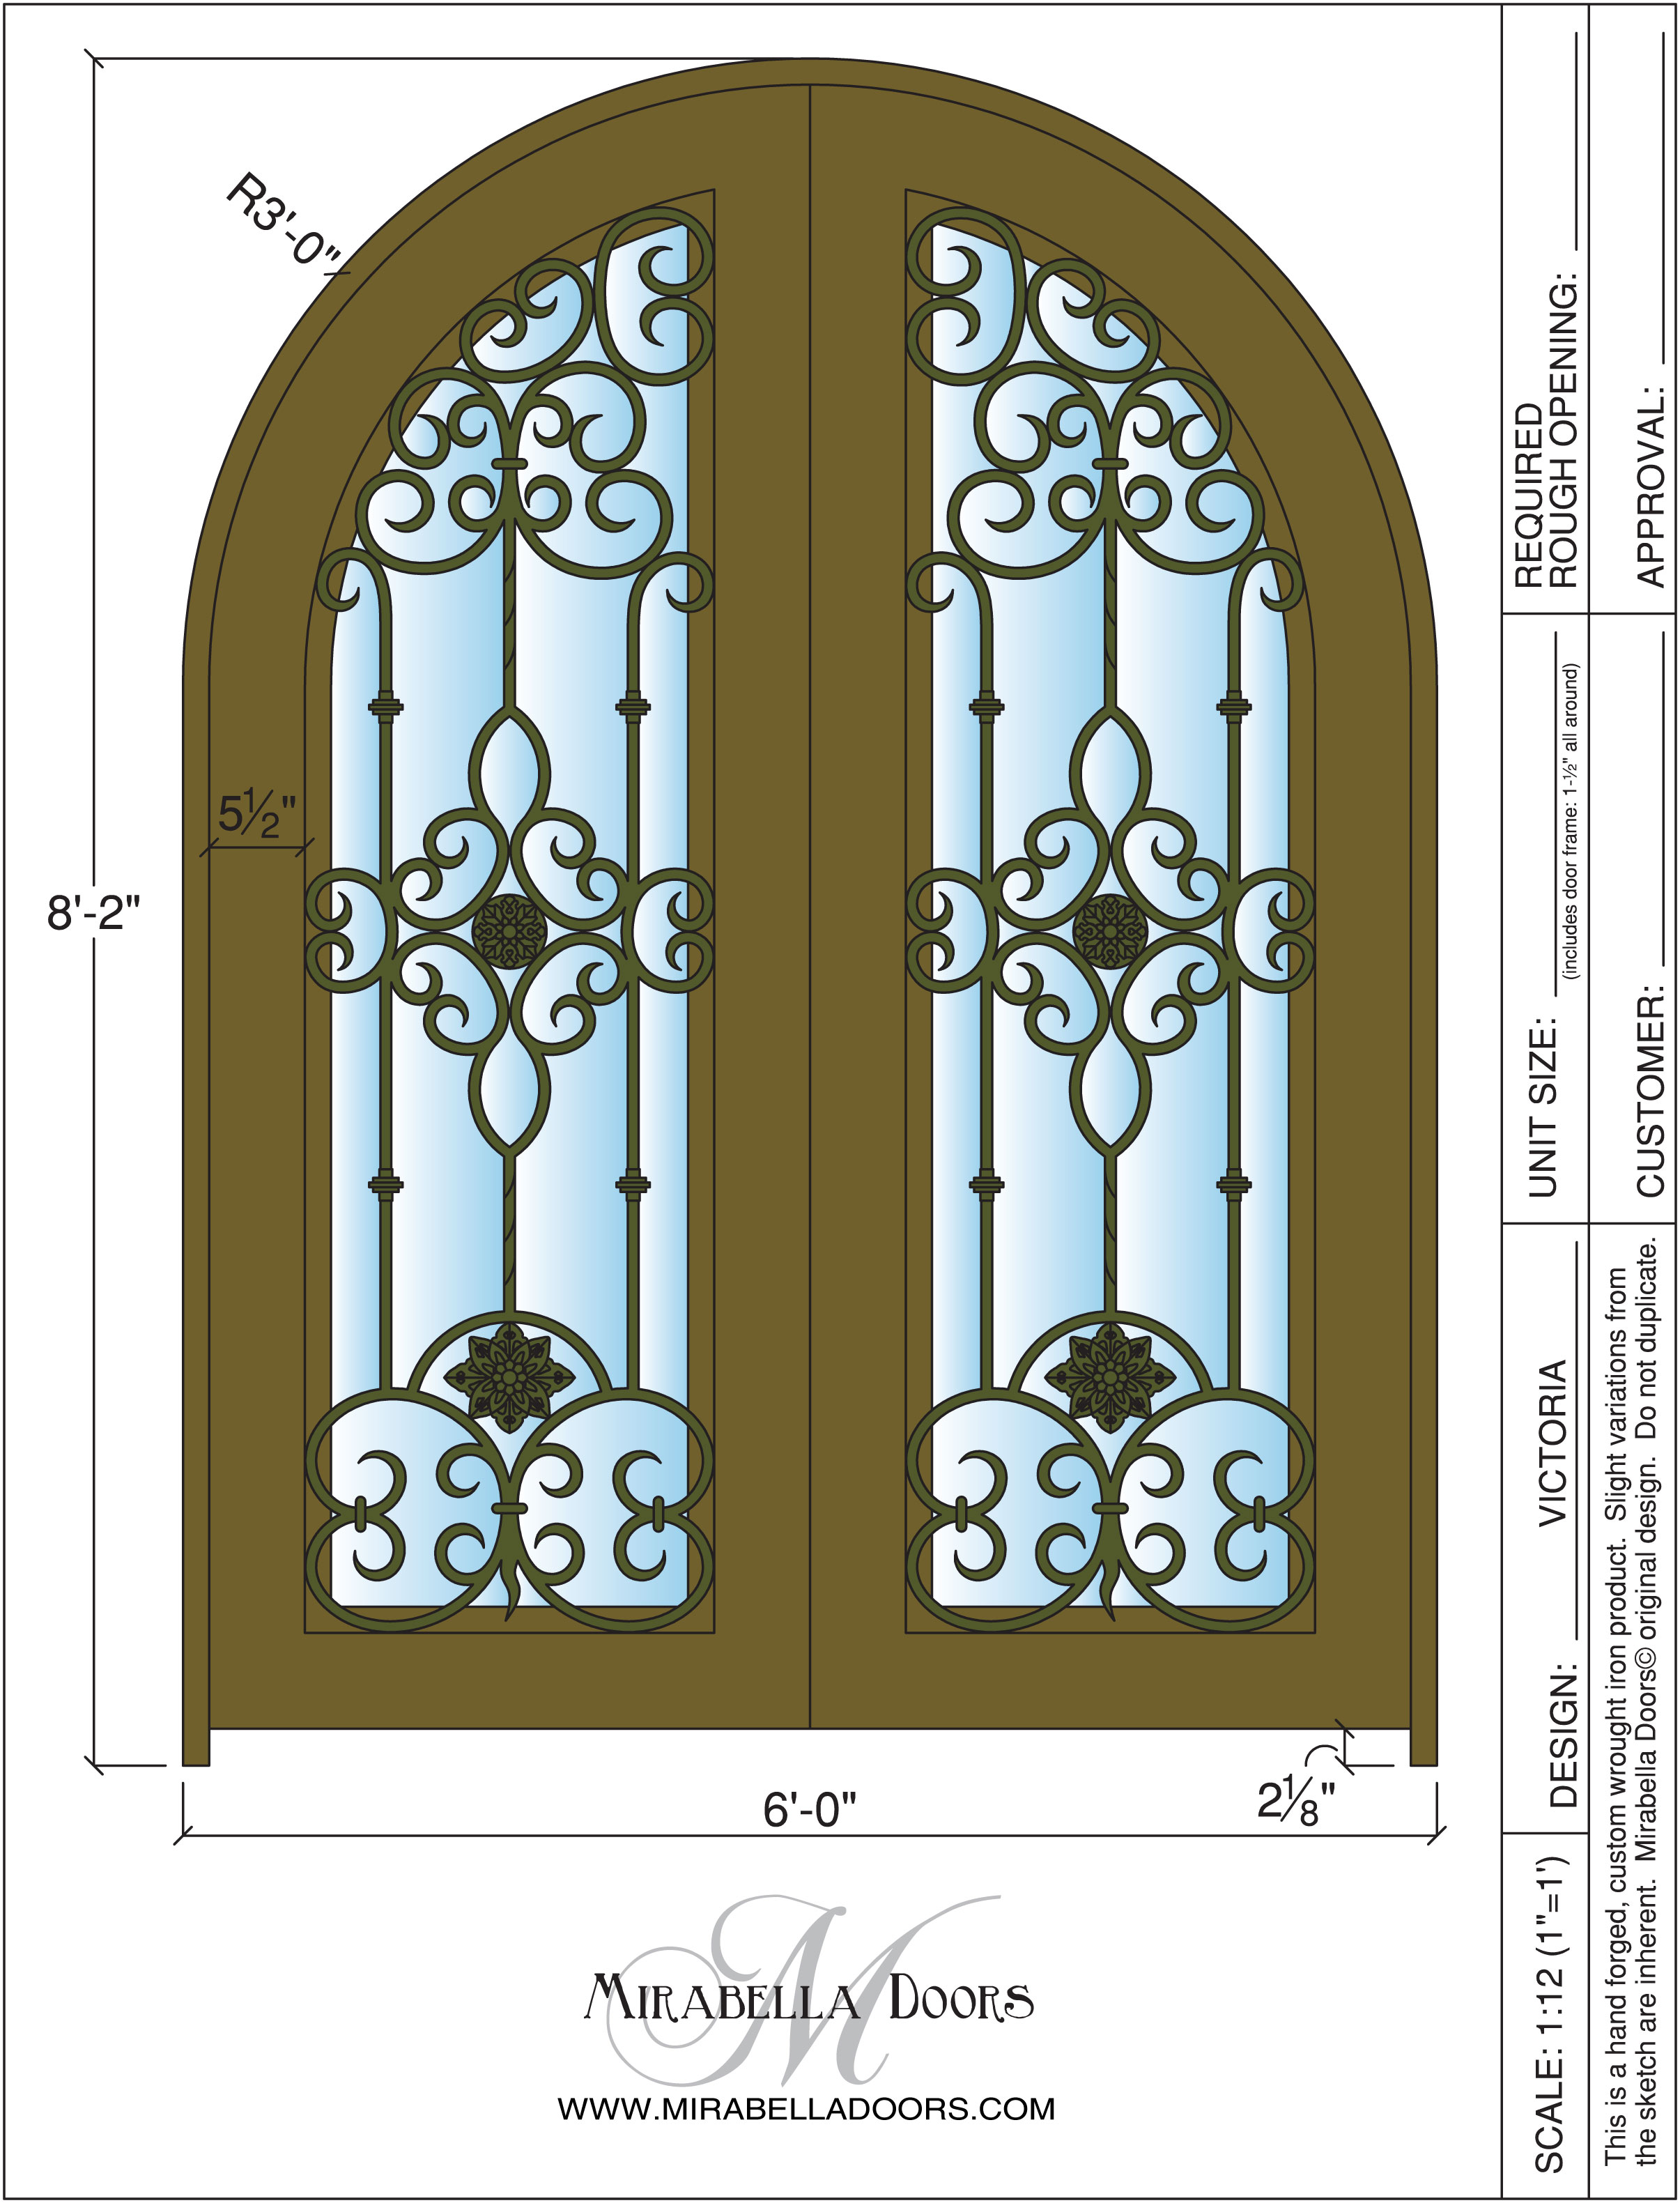 R3'-0"
5½"
8'-2"
6'-0"
2⅛"
M
MIRABELLA DOORS
WWW.MIRABELLADOORS.COM
SCALE: 1:12 (1"=1')
DESIGN: VICTORIA
UNIT SIZE:
(includes door frame: 1-½" all around)
REQUIRED
ROUGH OPENING:
This is a hand forged, custom wrought iron product. Slight variations from
the sketch are inherent. Mirabella Doors© original design. Do not duplicate.
CUSTOMER:
APPROVAL: